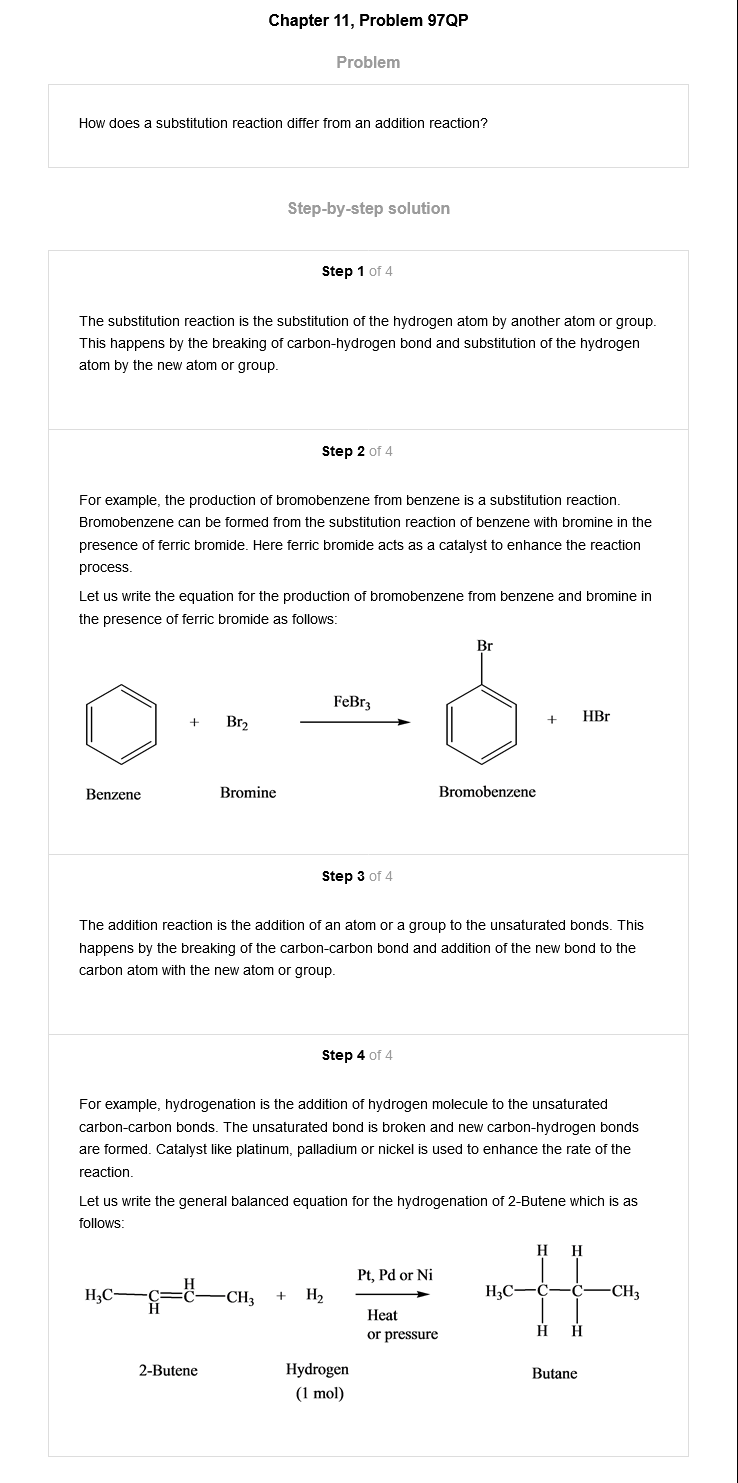 Chapter 11, Problem 97QP
Problem
How does a substitution reaction differ from an addition reaction?
Step-by-step solution
Step 1 of 4
The substitution reaction is the substitution of the hydrogen atom by another atom or group.
This happens by the breaking of carbon-hydrogen bond and substitution of the hydrogen
atom by the new atom or group.
Step 2 of 4
For example, the production of bromobenzene from benzene is a substitution reaction.
Bromobenzene can be formed from the substitution reaction of benzene with bromine in the
presence of ferric bromide. Here ferric bromide acts as a catalyst to enhance the reaction
process.
Let us write the equation for the production of bromobenzene from benzene and bromine in
the presence of ferric bromide as follows:
Br
FeBr₃
+ Br₂ + HBr
Benzene Bromine Bromobenzene
Step 3 of 4
The addition reaction is the addition of an atom or a group to the unsaturated bonds. This
happens by the breaking of the carbon-carbon bond and addition of the new bond to the
carbon atom with the new atom or group.
Step 4 of 4
For example, hydrogenation is the addition of hydrogen molecule to the unsaturated
carbon-carbon bonds. The unsaturated bond is broken and new carbon-hydrogen bonds
are formed. Catalyst like platinum, palladium or nickel is used to enhance the rate of the
reaction.
Let us write the general balanced equation for the hydrogenation of 2-Butene which is as
follows:
H H
Pt, Pd or Ni
H
H₃C C C CH₃ + H₂ H₃C C C CH₃
H
Heat
or pressure
H H
2-Butene Hydrogen Butane
(1 mol)